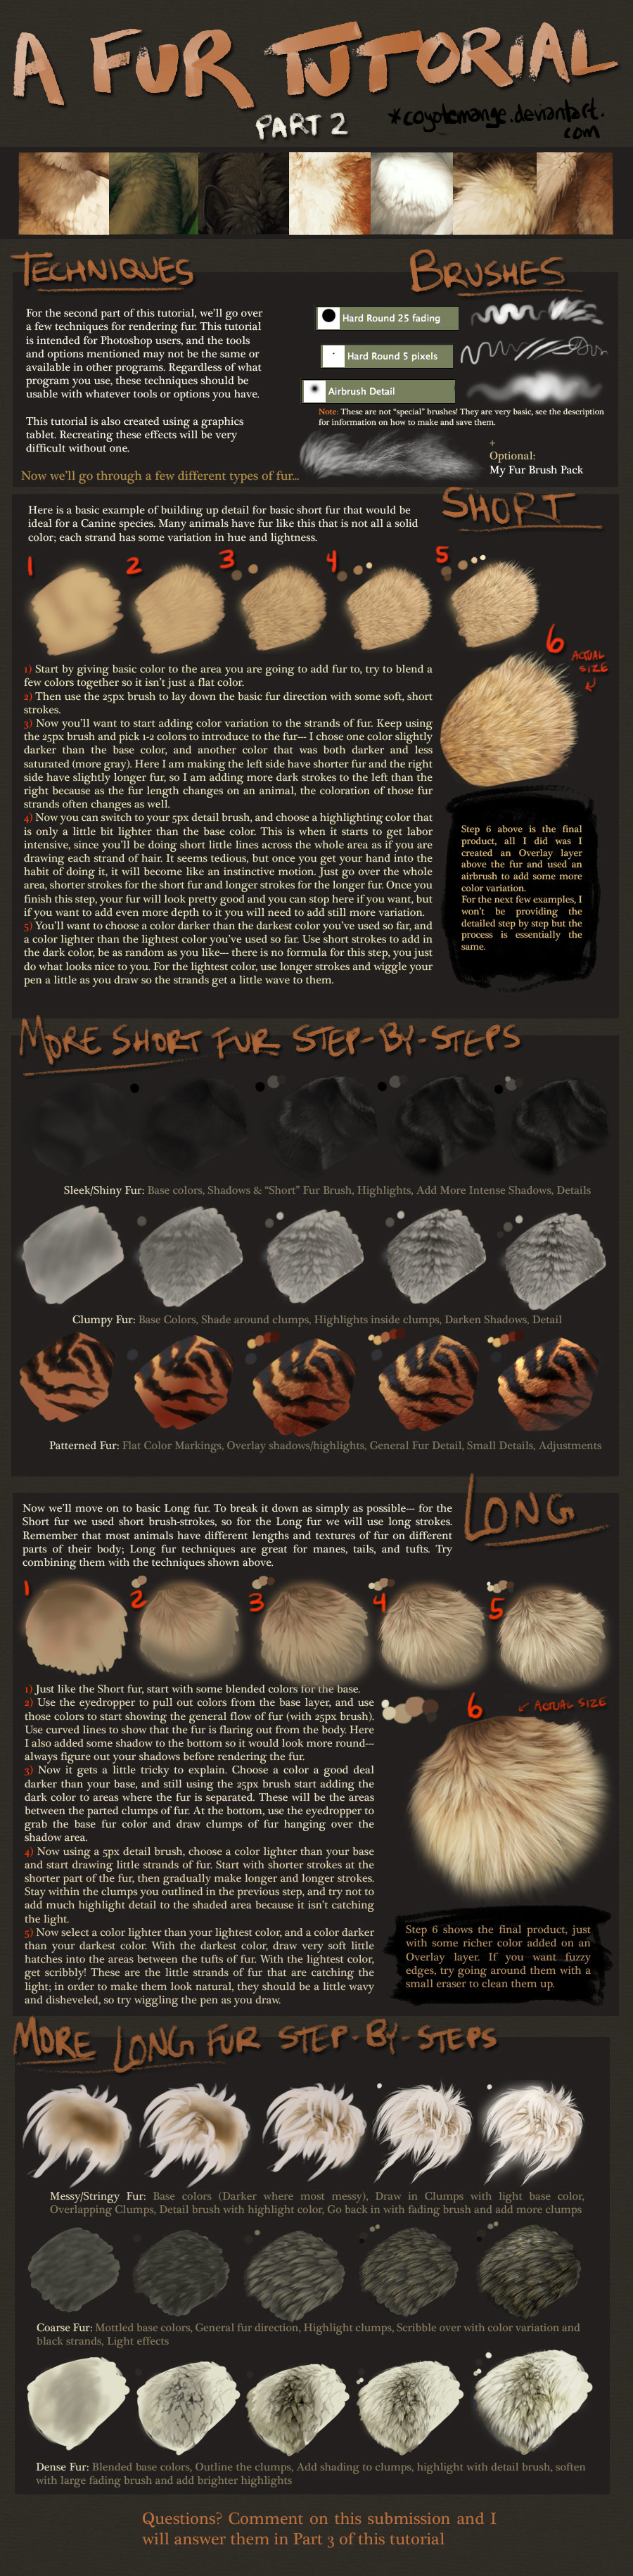 A FUR TUTORIAL
PART 2
*coyotemange.deviantart.
com
TECHNIQUES
For the second part of this tutorial, we'll go over
a few techniques for rendering fur. This tutorial
is intended for Photoshop users, and the tools
and options mentioned may not be the same or
available in other programs. Regardless of what
program you use, these techniques should be
usable with whatever tools or options you have.
This tutorial is also created using a graphics
tablet. Recreating these effects will be very
difficult without one.
Now we'll go through a few different types of fur...
BRUSHES
Hard Round 25 fading
Hard Round 5 pixels
Airbrush Detail
Note: These are not "special" brushes! They are very basic, see the description
for information on how to make and save them.
+
Optional:
My Fur Brush Pack
SHORT
Here is a basic example of building up detail for basic short fur that would be
ideal for a Canine species. Many animals have fur like this that is not all a solid
color; each strand has some variation in hue and lightness.
1 2 3 4 5
6
ACTUAL
SIZE
1) Start by giving basic color to the area you are going to add fur to, try to blend a
few colors together so it isn't just a flat color.
2) Then use the 25px brush to lay down the basic fur direction with some soft, short
strokes.
3) Now you'll want to start adding color variation to the strands of fur. Keep using
the 25px brush and pick 1-2 colors to introduce to the fur--- I chose one color slightly
darker than the base color, and another color that was both darker and less
saturated (more gray). Here I am making the left side have shorter fur and the right
side have slightly longer fur, so I am adding more dark strokes to the left than the
right because as the fur length changes on an animal, the coloration of those fur
strands often changes as well.
4) Now you can switch to your 5px detail brush, and choose a highlighting color that
is only a little bit lighter than the base color. This is when it starts to get labor
intensive, since you'll be doing short little lines across the whole area as if you are
drawing each strand of hair. It seems tedious, but once you get your hand into the
habit of doing it, it will become like an instinctive motion. Just go over the whole
area, shorter strokes for the short fur and longer strokes for the longer fur. Once you
finish this step, your fur will look pretty good and you can stop here if you want, but
if you want to add even more depth to it you will need to add still more variation.
5) You'll want to choose a color darker than the darkest color you've used so far, and
a color lighter than the lightest color you've used so far. Use short strokes to add in
the dark color, be as random as you like--- there is no formula for this step, you just
do what looks nice to you. For the lightest color, use longer strokes and wiggle your
pen a little as you draw so the strands get a little wave to them.
Step 6 above is the final
product, all I did was I
created an Overlay layer
above the fur and used an
airbrush to add some more
color variation.
For the next few examples, I
won't be providing the
detailed step by step but the
process is essentially the
same.
MORE SHORT FUR STEP-BY-STEPS
Sleek/Shiny Fur: Base colors, Shadows & "Short" Fur Brush, Highlights, Add More Intense Shadows, Details
Clumpy Fur: Base Colors, Shade around clumps, Highlights inside clumps, Darken Shadows, Detail
Patterned Fur: Flat Color Markings, Overlay shadows/highlights, General Fur Detail, Small Details, Adjustments
LONG
Now we'll move on to basic Long fur. To break it down as simply as possible--- for the
Short fur we used short brush-strokes, so for the Long fur we will use long strokes.
Remember that most animals have different lengths and textures of fur on different
parts of their body; Long fur techniques are great for manes, tails, and tufts. Try
combining them with the techniques shown above.
1 2 3 4 5
1) Just like the Short fur, start with some blended colors for the base.
2) Use the eyedropper to pull out colors from the base layer, and use
those colors to start showing the general flow of fur (with 25px brush).
Use curved lines to show that the fur is flaring out from the body. Here
I also added some shadow to the bottom so it would look more round---
always figure out your shadows before rendering the fur.
3) Now it gets a little tricky to explain. Choose a color a good deal
darker than your base, and still using the 25px brush start adding the
dark color to areas where the fur is separated. These will be the areas
between the parted clumps of fur. At the bottom, use the eyedropper to
grab the base fur color and draw clumps of fur hanging over the
shadow area.
4) Now using a 5px detail brush, choose a color lighter than your base
and start drawing little strands of fur. Start with shorter strokes at the
shorter part of the fur, then gradually make longer and longer strokes.
Stay within the clumps you outlined in the previous step, and try not to
add much highlight detail to the shaded area because it isn't catching
the light.
5) Now select a color lighter than your lightest color, and a color darker
than your darkest color. With the darkest color, draw very soft little
hatches into the areas between the tufts of fur. With the lightest color,
get scribbly! These are the little strands of fur that are catching the
light; in order to make them look natural, they should be a little wavy
and disheveled, so try wiggling the pen as you draw.
6
ACTUAL SIZE
Step 6 shows the final product, just
with some richer color added on an
Overlay layer. If you want fuzzy
edges, try going around them with a
small eraser to clean them up.
MORE LONG FUR STEP-BY-STEPS
Messy/Stringy Fur: Base colors (Darker where most messy), Draw in Clumps with light base color,
Overlapping Clumps, Detail brush with highlight color, Go back in with fading brush and add more clumps
Coarse Fur: Mottled base colors, General fur direction, Highlight clumps, Scribble over with color variation and
black strands, Light effects
Dense Fur: Blended base colors, Outline the clumps, Add shading to clumps, highlight with detail brush, soften
with large fading brush and add brighter highlights
Questions? Comment on this submission and I
will answer them in Part 3 of this tutorial